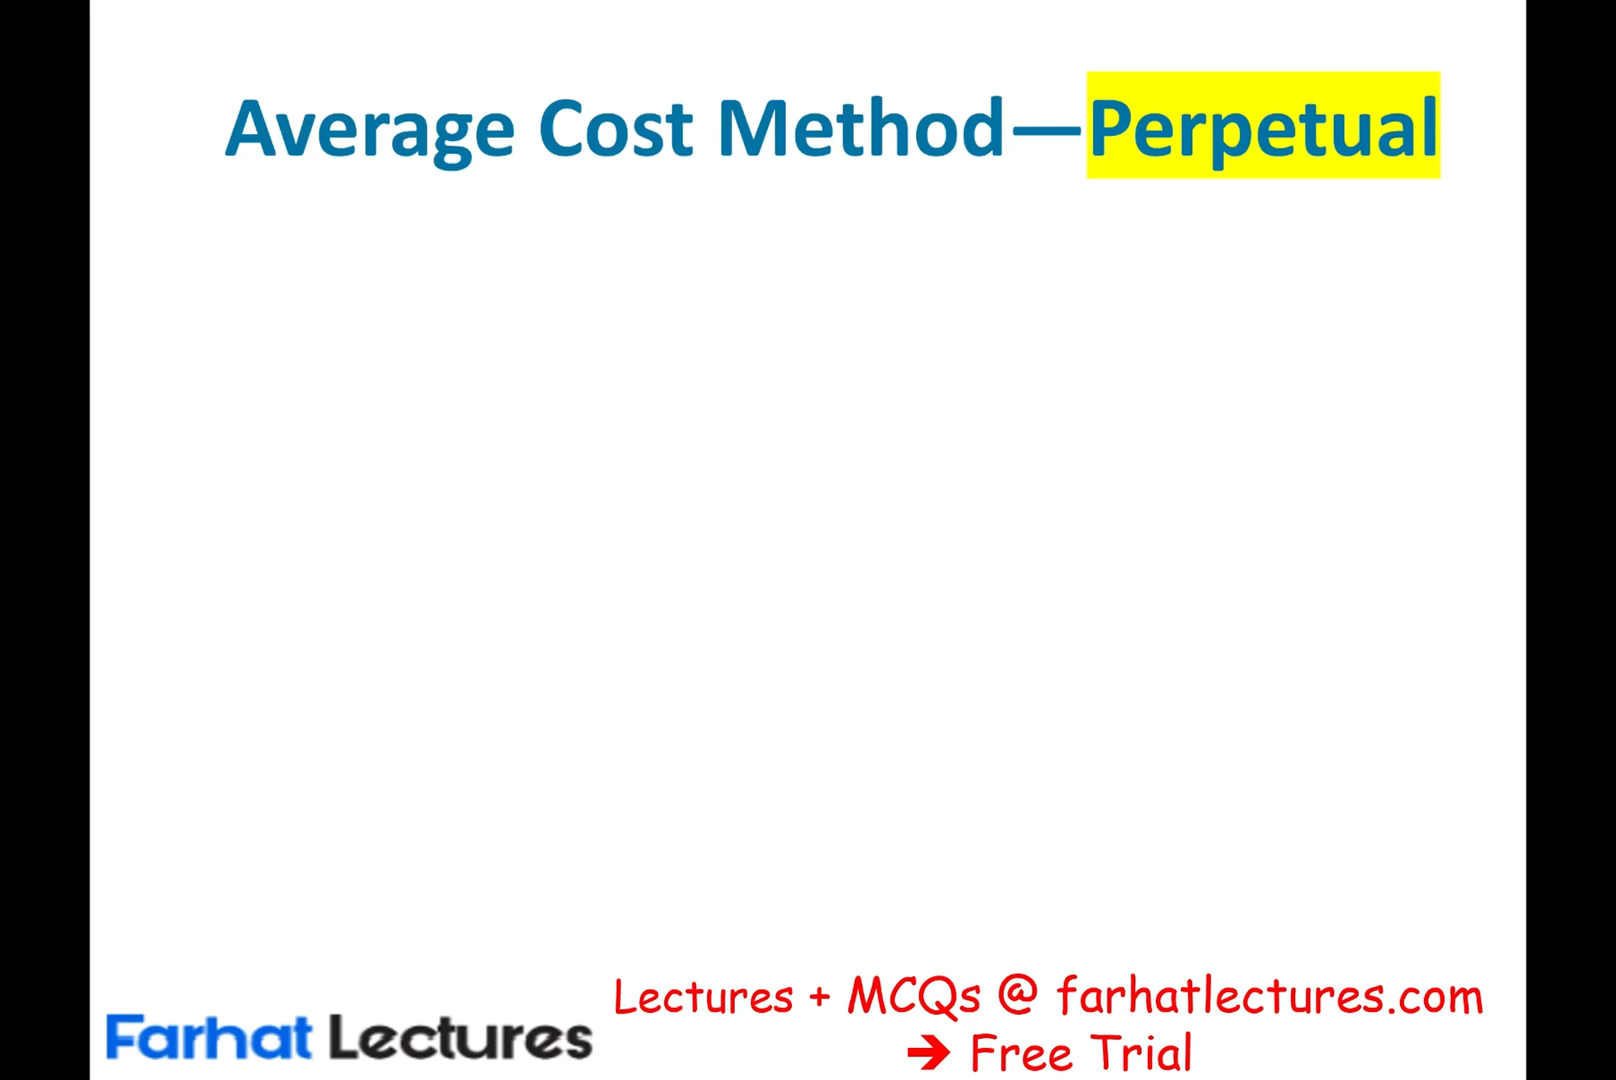 Average Cost Method—Perpetual
Lectures + MCQs @ farhatlectures.com
→ Free Trial
Farhat Lectures